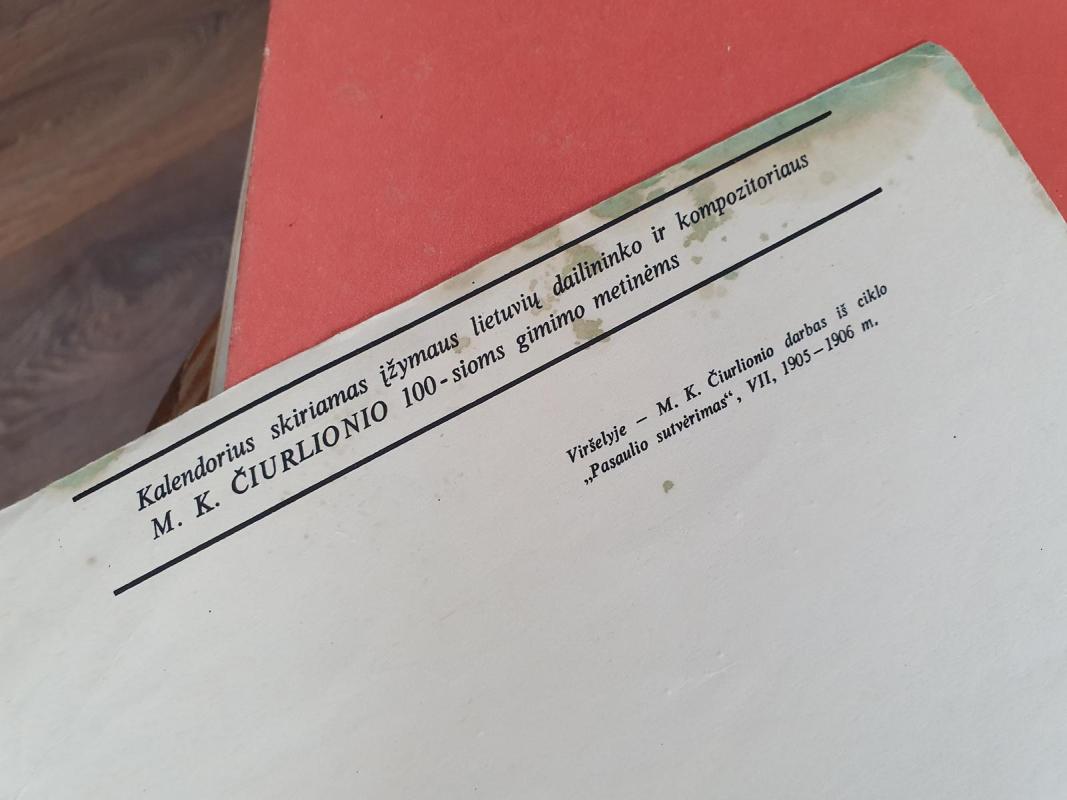 Kalendorius skiriamas įžymaus lietuvių dailininko ir kompozitoriaus
M. K. ČIURLIONIO 100-sioms gimimo metinėms
Viršelyje – M. K. Čiurlionio darbas iš ciklo
„Pasaulio sutvėrimas“, VII, 1905–1906 m.